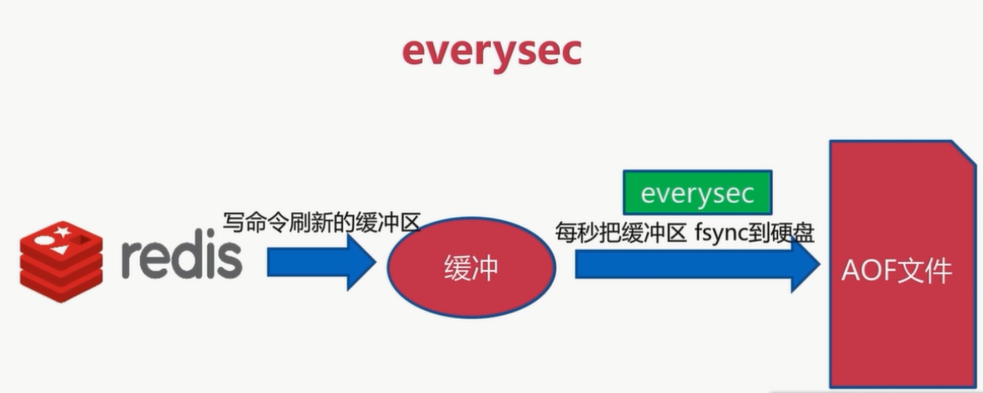 everysec
everysec
写命令刷新的缓冲区
每秒把缓冲区 fsync到硬盘
redis
缓冲
AOF文件